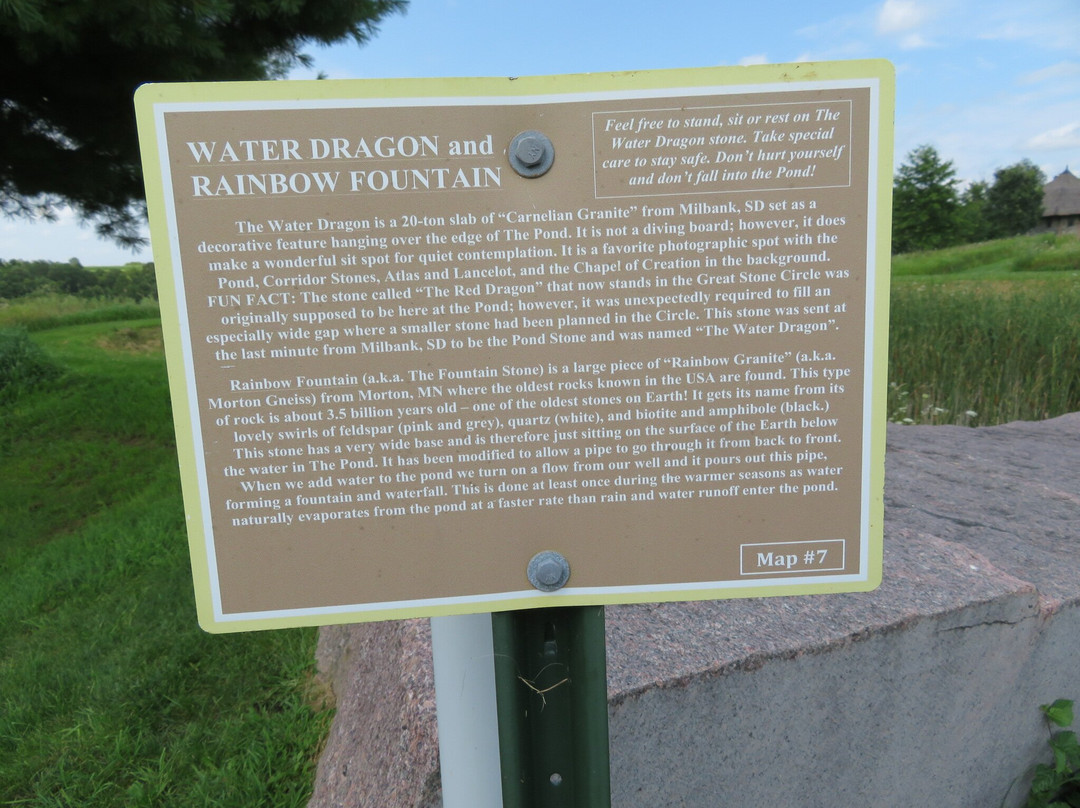 WATER DRAGON and
RAINBOW FOUNTAIN
Feel free to stand, sit or rest on The
Water Dragon stone. Take special
care to stay safe. Don't hurt yourself
and don't fall into the Pond!
The Water Dragon is a 20-ton slab of “Carnelian Granite” from Milbank, SD set as a
decorative feature hanging over the edge of The Pond. It is not a diving board; however, it does
make a wonderful sit spot for quiet contemplation. It is a favorite photographic spot with the
Pond, Corridor Stones, Atlas and Lancelot, and the Chapel of Creation in the background.
FUN FACT: The stone called “The Red Dragon” that now stands in the Great Stone Circle was
originally supposed to be here at the Pond; however, it was unexpectedly required to fill an
especially wide gap where a smaller stone had been planned in the Circle. This stone was sent at
the last minute from Milbank, SD to be the Pond Stone and was named “The Water Dragon”.
Rainbow Fountain (a.k.a. The Fountain Stone) is a large piece of “Rainbow Granite” (a.k.a.
Morton Gneiss) from Morton, MN where the oldest rocks known in the USA are found. This type
of rock is about 3.5 billion years old – one of the oldest stones on Earth! It gets its name from its
lovely swirls of feldspar (pink and grey), quartz (white), and biotite and amphibole (black.)
This stone has a very wide base and is therefore just sitting on the surface of the Earth below
the water in The Pond. It has been modified to allow a pipe to go through it from back to front.
When we add water to the pond we turn on a flow from our well and it pours out this pipe,
forming a fountain and waterfall. This is done at least once during the warmer seasons as water
naturally evaporates from the pond at a faster rate than rain and water runoff enter the pond.
Map #7